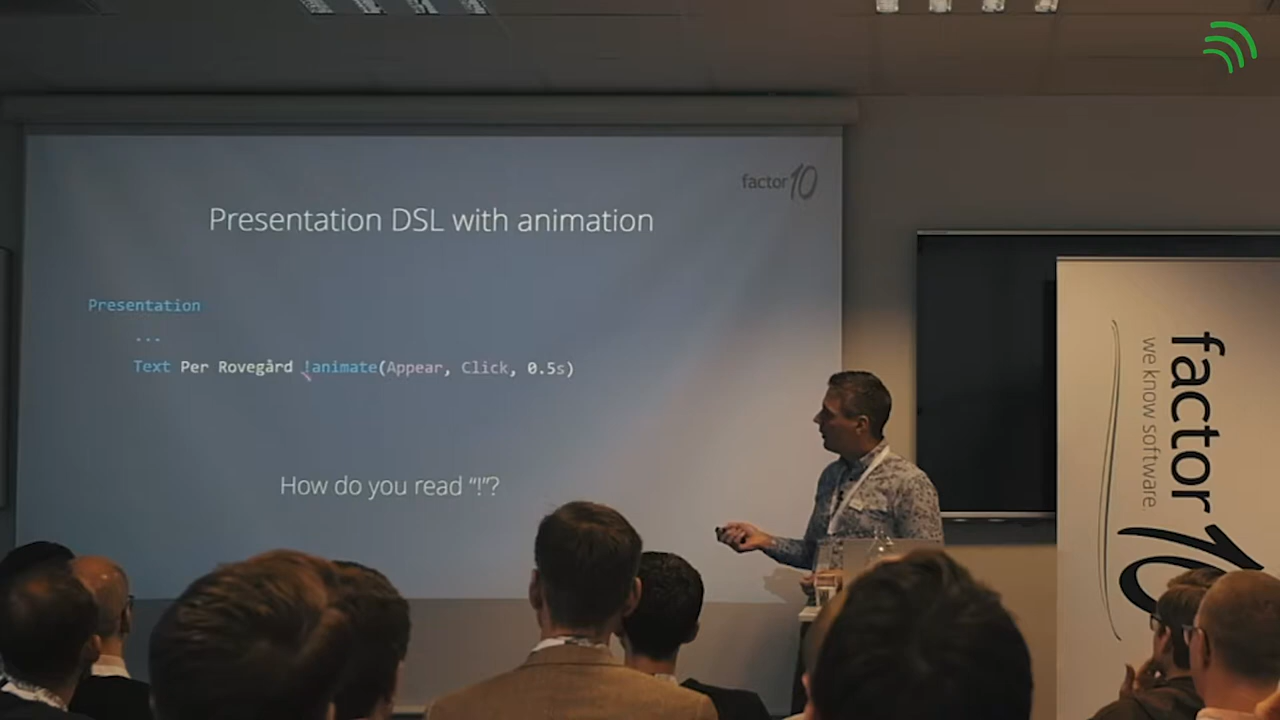 factor10
Presentation DSL with animation
Presentation
...
Text Per Rovegård !animate(Appear, Click, 0.5s)
How do you read “!”?
factor10
we know software.